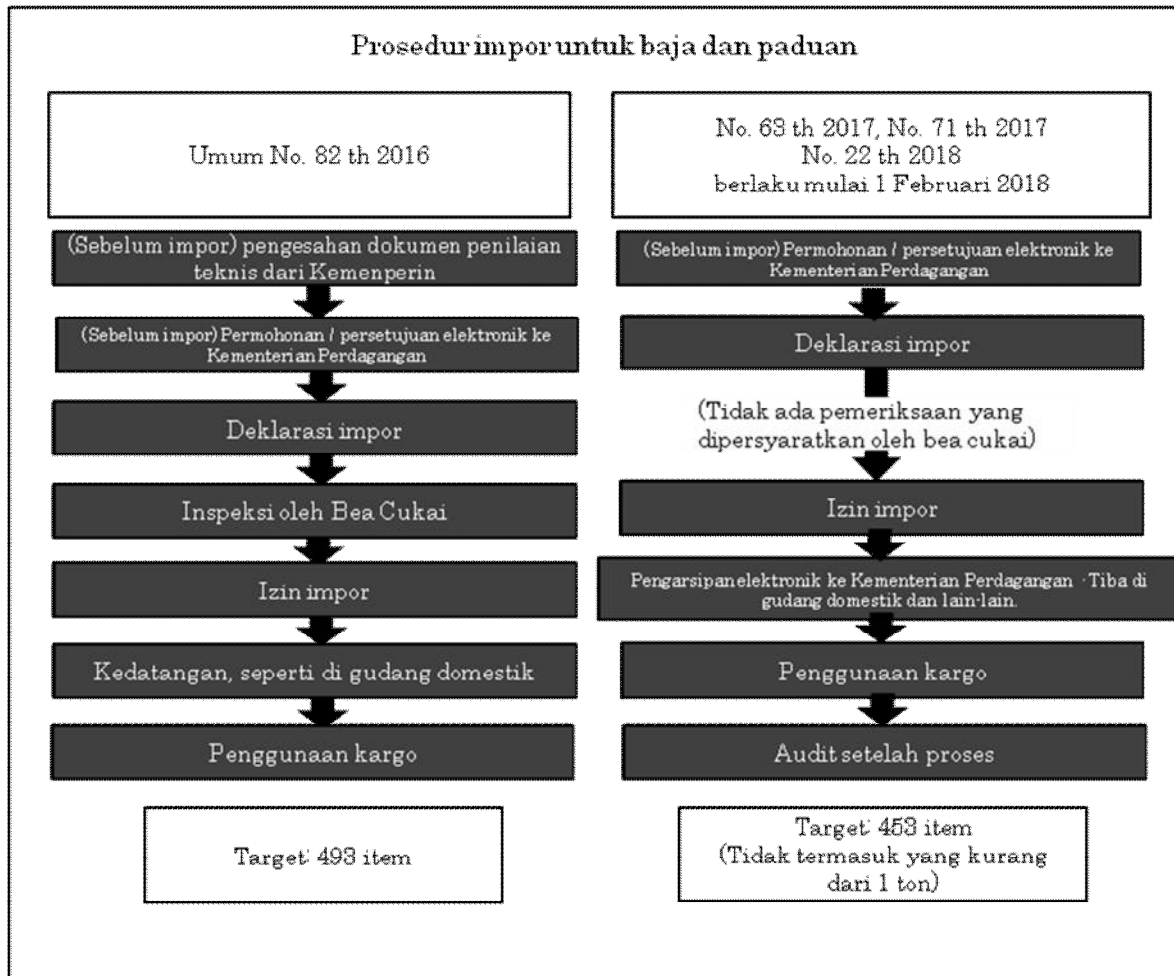 Prosedur impor untuk baja dan paduan
Umum No. 82 th 2016
(Sebelum impor) pengesahan dokumen penilaian
teknis dari Kemenperin
(Sebelum impor) Permohonan / persetujuan elektronik ke
Kementerian Perdagangan
Deklarasi impor
Inspeksi oleh Bea Cukai
Izin impor
Kedatangan, seperti di gudang domestik
Penggunaan kargo
Target: 493 item
No. 63 th 2017, No. 71 th 2017
No. 22 th 2018
berlaku mulai 1 Februari 2018
(Sebelum impor) Permohonan / persetujuan elektronik ke
Kementerian Perdagangan
Deklarasi impor
(Tidak ada pemeriksaan yang
dipersyaratkan oleh bea cukai)
Izin impor
Pengarsipan elektronik ke Kementerian Perdagangan · Tiba di
gudang domestik dan lain-lain.
Penggunaan kargo
Audit setelah proses
Target: 453 item
(Tidak termasuk yang kurang
dari 1 ton)